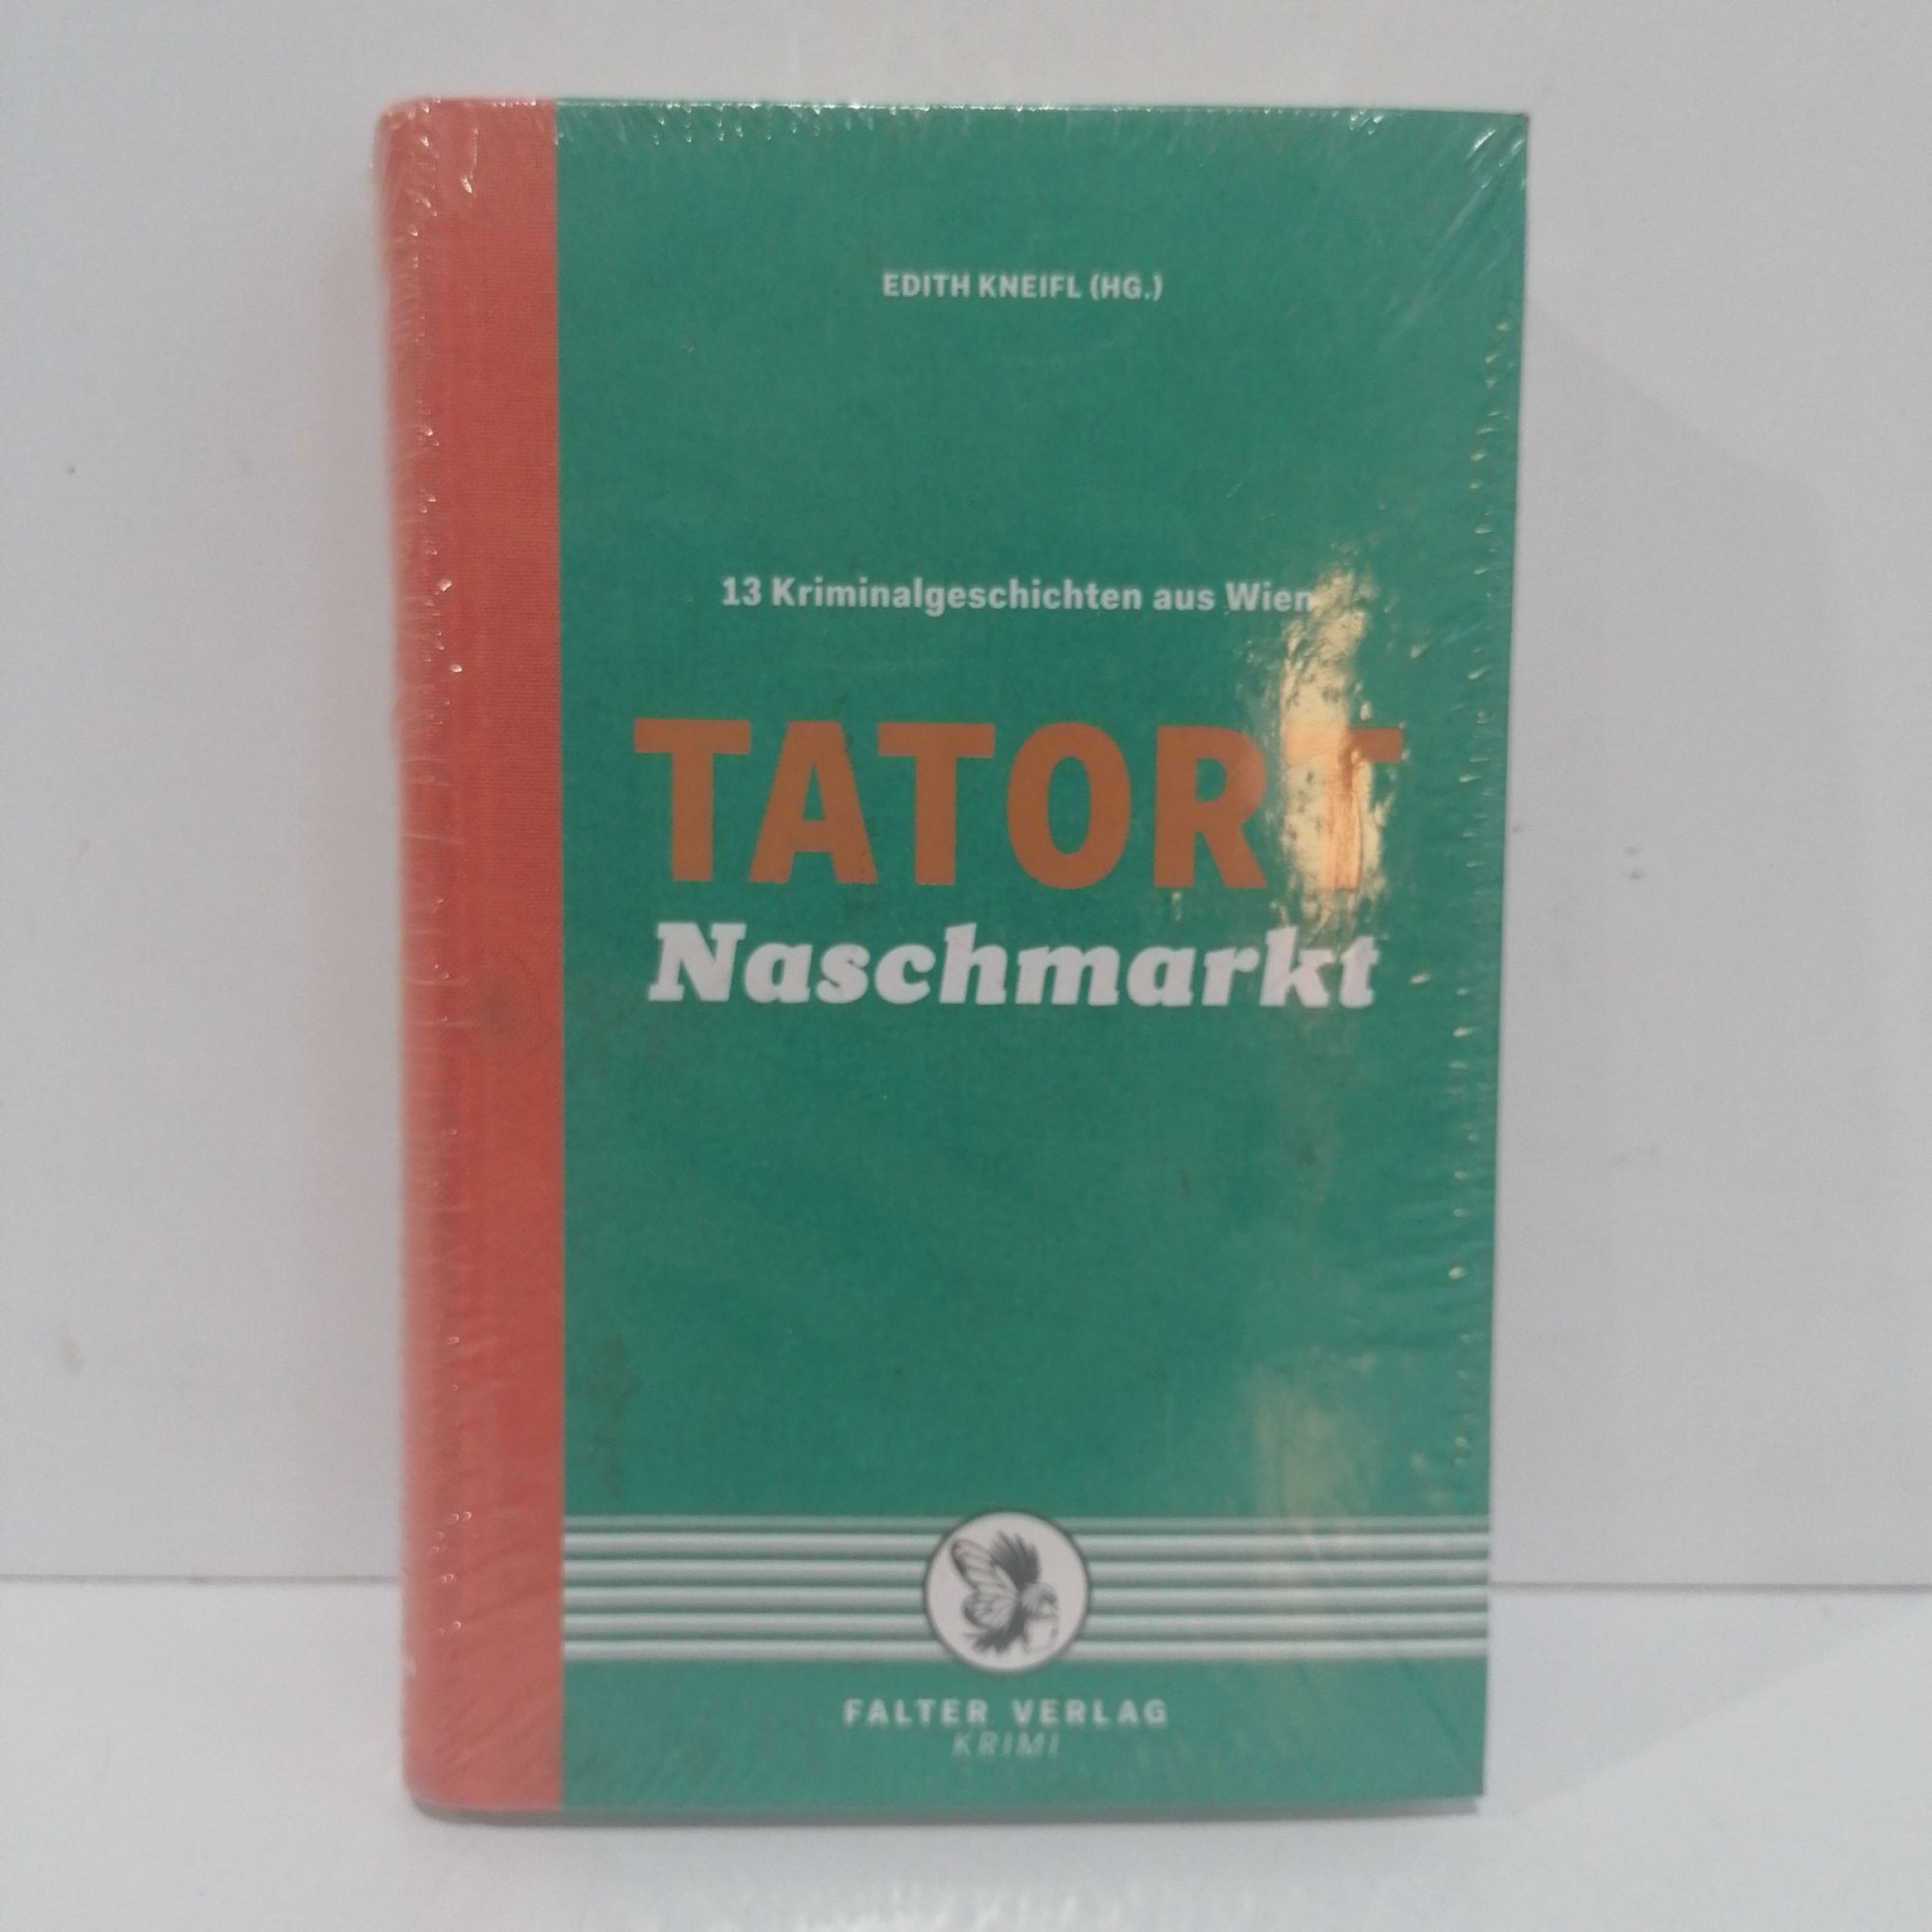 EDITH KNEIFL (HG.)
13 Kriminalgeschichten aus Wien
TATORT
Naschmarkt
FALTER VERLAG
KRIMI